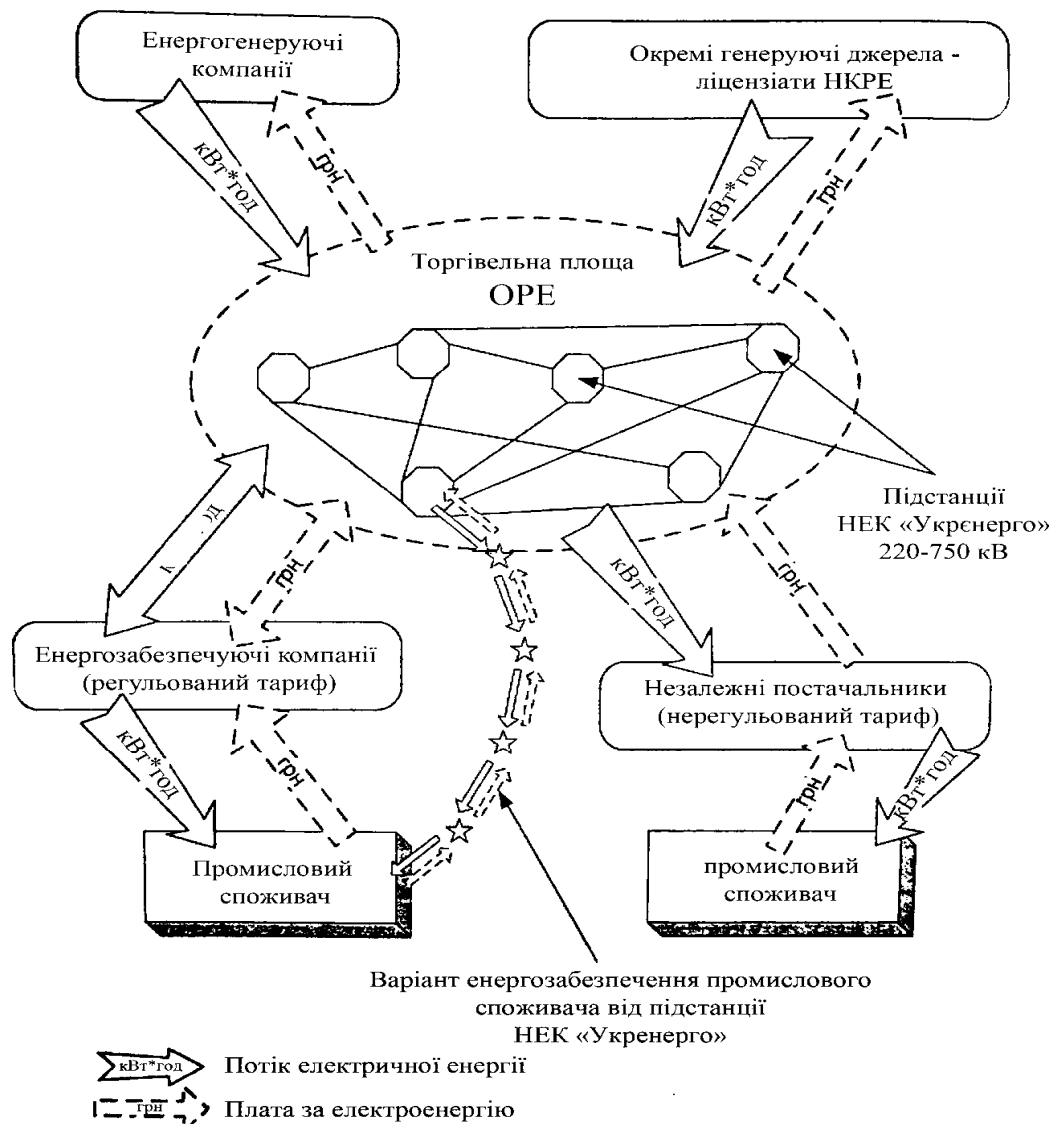 Енергогенеруючі
компанії
Окремі генеруючі джерела -
ліцензіати НКРЕ
кВт*год
грн
кВт*год
грн
Торгівельна площа
ОРЕ
Підстанції
НЕК «Укрєнерго»
220-750 кВ
грн
кВт*год
грн
Енергозабезпечуючі компанії
(регульований тариф)
Незалежні постачальники
(нерегульований тариф)
кВт*год
грн
грн
кВт*год
Промисловий
споживач
промисловий
споживач
Варіант енергозабезпечення промислового
споживача від підстанції
НЕК «Укренерго»
кВт*год
Потік електричної енергії
грн
Плата за електроенергію